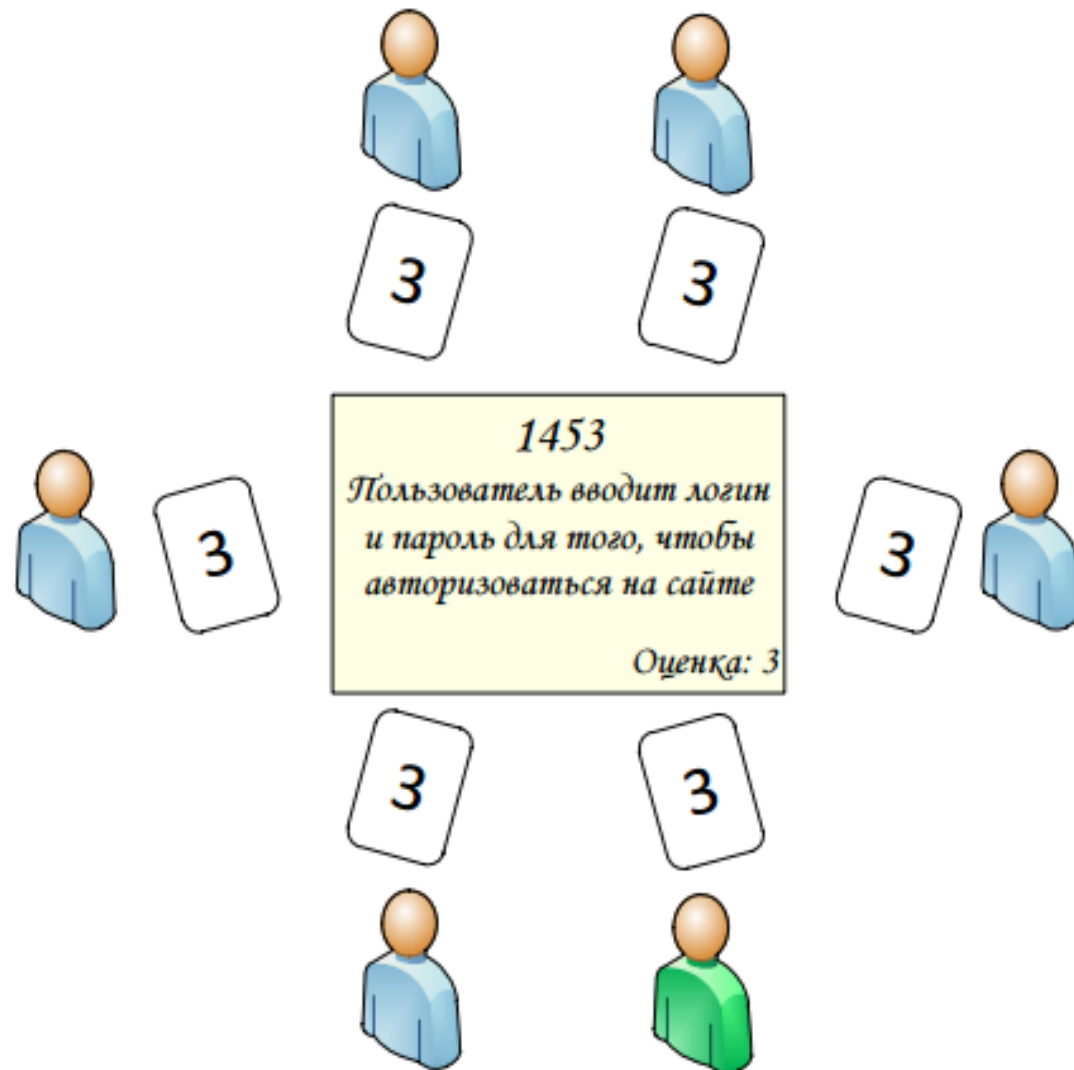 3
3
1453
Пользователь вводит логин
и пароль для того, чтобы
авторизоваться на сайте
Оценка: 3
3
3
3
3